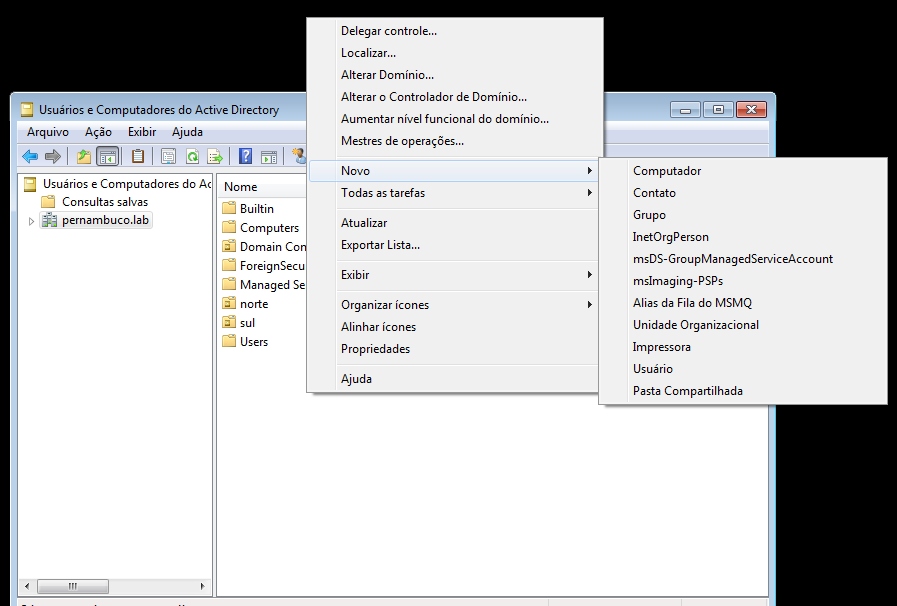 Delegar controle...
Localizar...
Alterar Domínio...
Alterar o Controlador de Domínio...
Aumentar nível funcional do domínio...
Mestres de operações...
Novo
Todas as tarefas
Atualizar
Exportar Lista...
Exibir
Organizar ícones
Alinhar ícones
Propriedades
Ajuda
Computador
Contato
Grupo
InetOrgPerson
msDS-GroupManagedServiceAccount
msImaging-PSPs
Alias da Fila do MSMQ
Unidade Organizacional
Impressora
Usuário
Pasta Compartilhada
Usuários e Computadores do Active Directory
Arquivo Ação Exibir Ajuda
Usuários e Computadores do Ac
Consultas salvas
pernambuco.lab
Nome
Builtin
Computers
Domain Con
ForeignSecu
Managed Se
norte
sul
Users